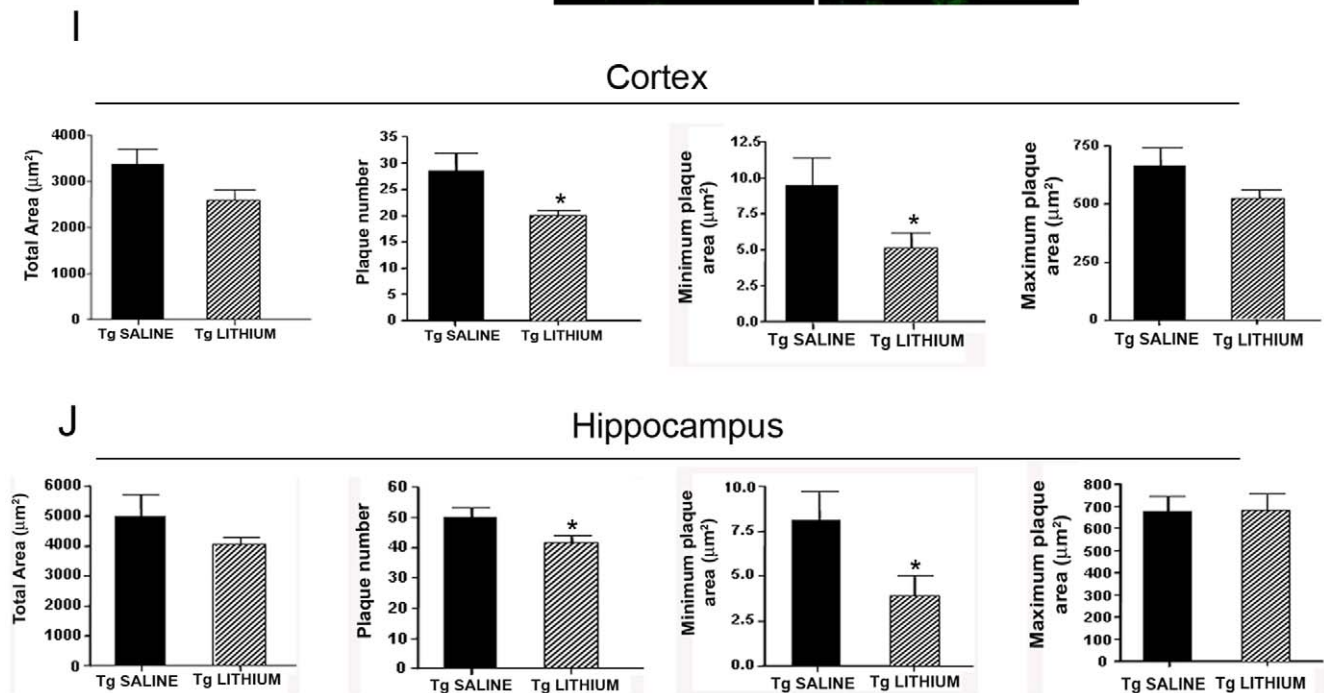 I
Cortex
Total Area (μm²)
4000
3000
2000
1000
0
Tg SALINE Tg LITHIUM
Plaque number
35
30
25
20
15
10
5
0
*
Tg SALINE Tg LITHIUM
Minimum plaque
area (μm²)
12.5
10.0
7.5
5.0
2.5
0.0
*
Tg SALINE Tg LITHIUM
Maximum plaque
area (μm²)
750
500
250
0
Tg SALINE Tg LITHIUM
J
Hippocampus
Total Area (μm²)
6000
5000
4000
3000
2000
1000
0
Tg SALINE Tg LITHIUM
Plaque number
60
50
40
30
20
10
0
*
Tg SALINE Tg LITHIUM
Minimum plaque
area (μm²)
10.0
7.5
5.0
2.5
0.0
*
Tg SALINE Tg LITHIUM
Maximum plaque
area (μm²)
800
700
600
500
400
300
200
100
0
Tg SALINE Tg LITHIUM